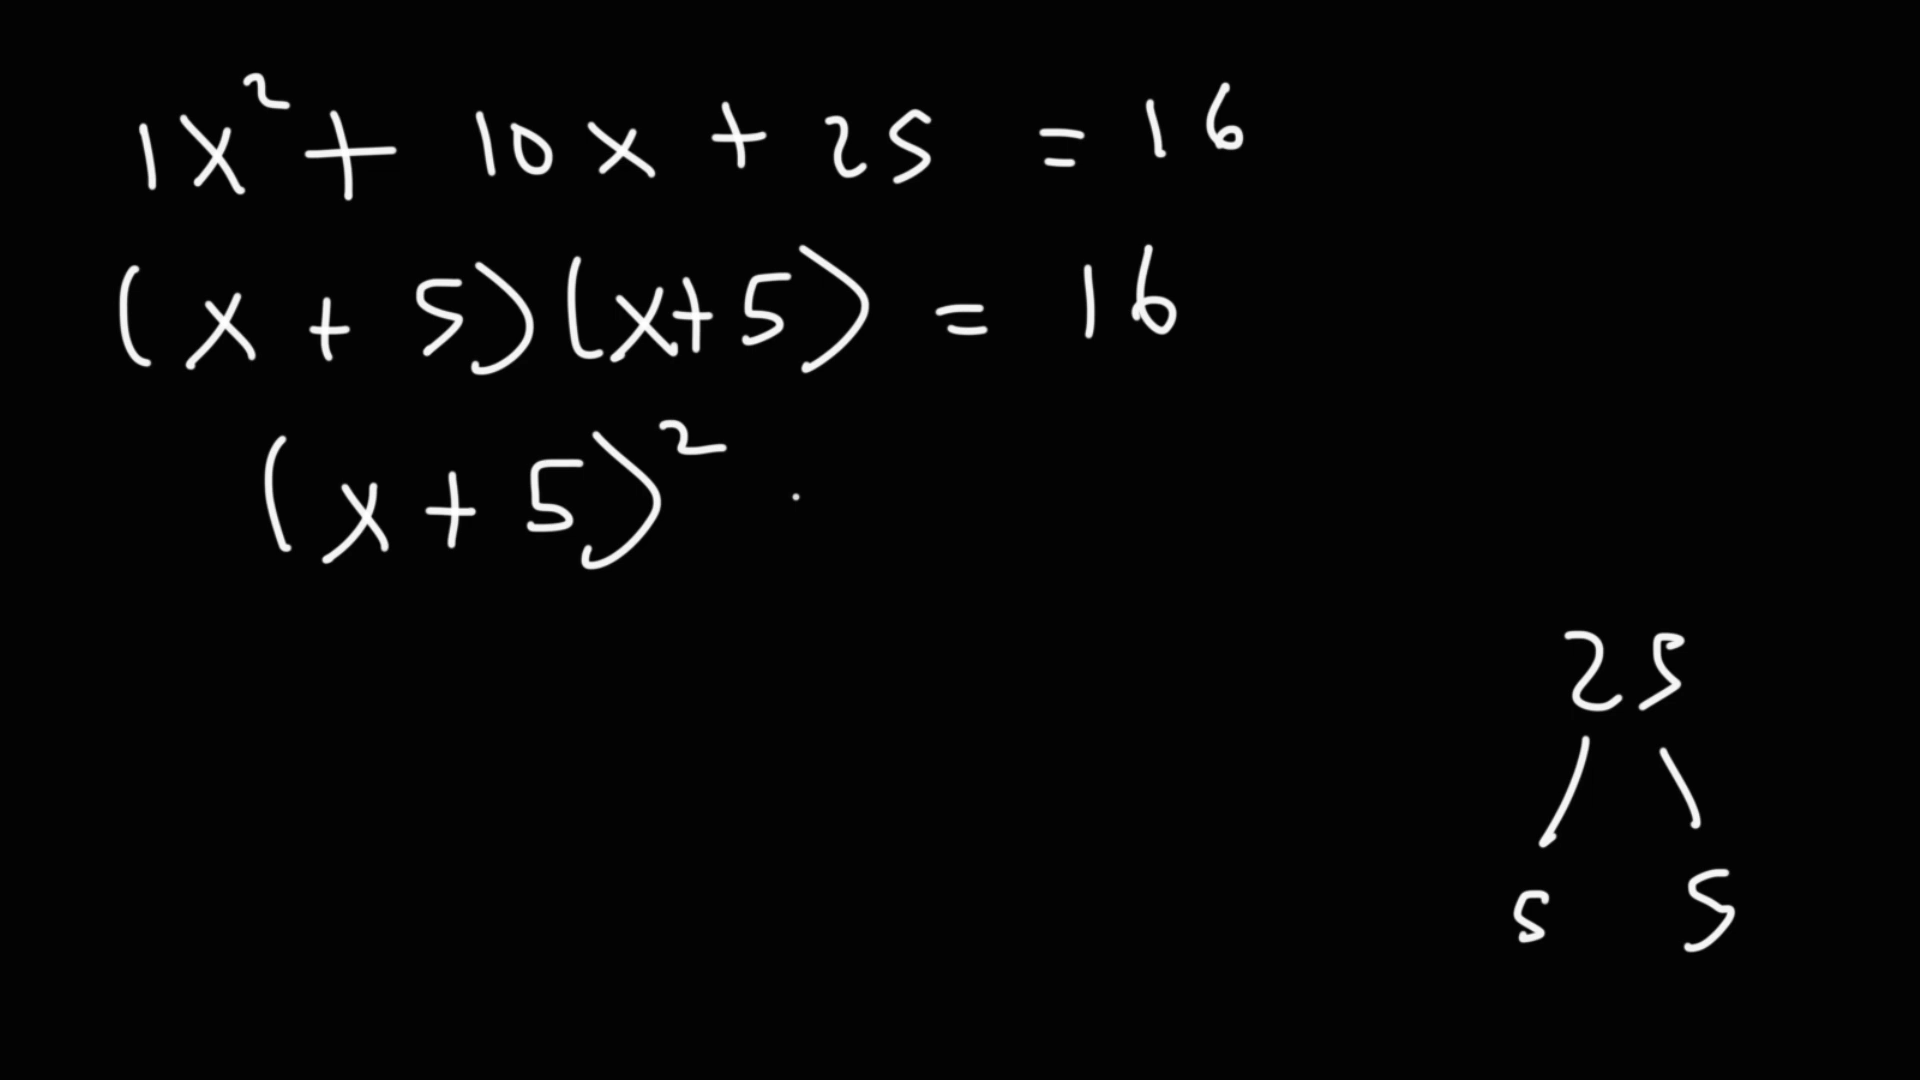 1x² + 10x + 25 = 16
(x + 5)(x+5) = 16
(x + 5)²
25
5 5